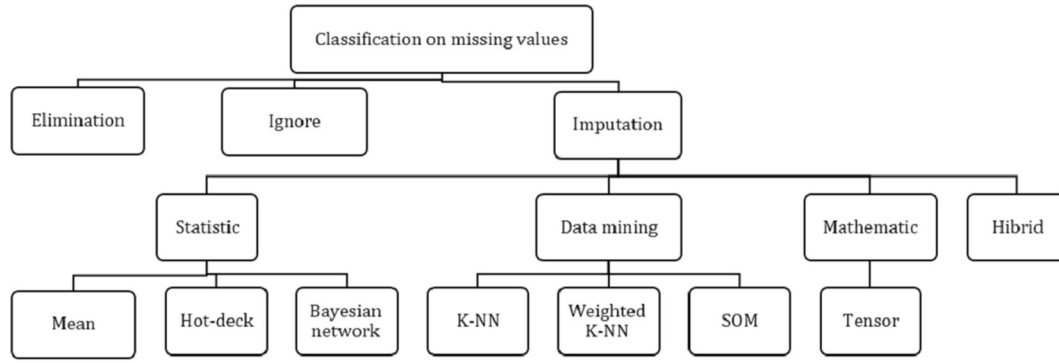 Classification on missing values
Elimination
Ignore
Imputation
Statistic
Data mining
Mathematic
Hibrid
Mean
Hot-deck
Bayesian
network
K-NN
Weighted
K-NN
SOM
Tensor